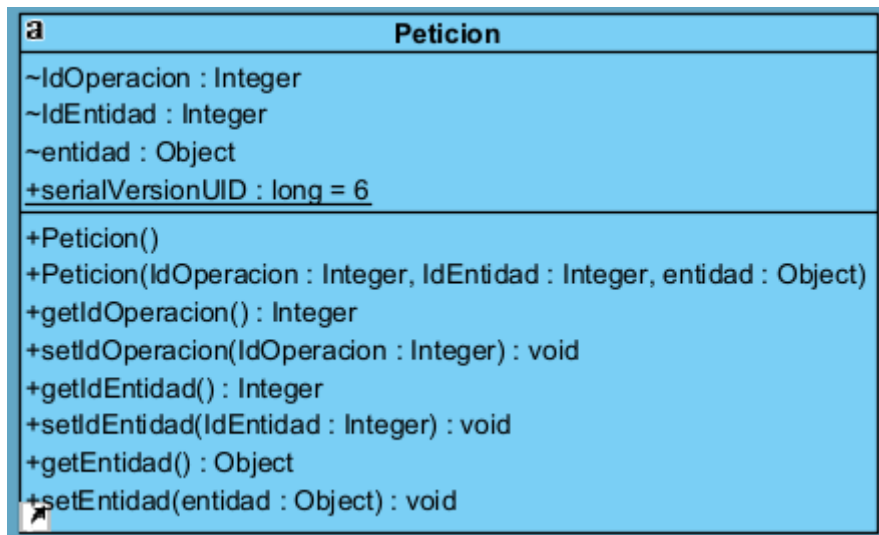 a
Peticion
~IdOperacion : Integer
~IdEntidad : Integer
~entidad : Object
+serialVersionUID : long = 6
+Peticion()
+Peticion(IdOperacion : Integer, IdEntidad : Integer, entidad : Object)
+getIdOperacion() : Integer
+setIdOperacion(IdOperacion : Integer) : void
+getIdEntidad() : Integer
+setIdEntidad(IdEntidad : Integer) : void
+getEntidad() : Object
+setEntidad(entidad : Object) : void